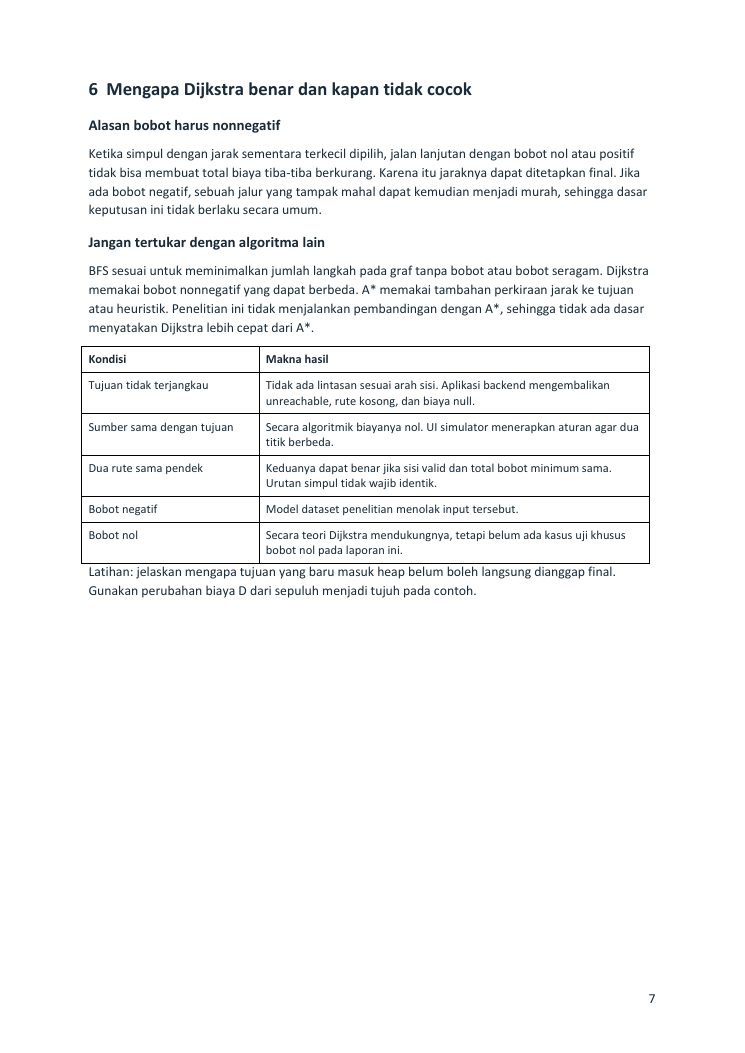 6 Mengapa Dijkstra benar dan kapan tidak cocok
Alasan bobot harus nonnegatif
Ketika simpul dengan jarak sementara terkecil dipilih, jalan lanjutan dengan bobot nol atau positif
tidak bisa membuat total biaya tiba-tiba berkurang. Karena itu jaraknya dapat ditetapkan final. Jika
ada bobot negatif, sebuah jalur yang tampak mahal dapat kemudian menjadi murah, sehingga dasar
keputusan ini tidak berlaku secara umum.
Jangan tertukar dengan algoritma lain
BFS sesuai untuk meminimalkan jumlah langkah pada graf tanpa bobot atau bobot seragam. Dijkstra
memakai bobot nonnegatif yang dapat berbeda. A* memakai tambahan perkiraan jarak ke tujuan
atau heuristik. Penelitian ini tidak menjalankan pembandingan dengan A*, sehingga tidak ada dasar
menyatakan Dijkstra lebih cepat dari A*.
Kondisi
Makna hasil
Tujuan tidak terjangkau
Tidak ada lintasan sesuai arah sisi. Aplikasi backend mengembalikan
unreachable, rute kosong, dan biaya null.
Sumber sama dengan tujuan
Secara algoritmik biayanya nol. UI simulator menerapkan aturan agar dua
titik berbeda.
Dua rute sama pendek
Keduanya dapat benar jika sisi valid dan total bobot minimum sama.
Urutan simpul tidak wajib identik.
Bobot negatif
Model dataset penelitian menolak input tersebut.
Bobot nol
Secara teori Dijkstra mendukungnya, tetapi belum ada kasus uji khusus
bobot nol pada laporan ini.
Latihan: jelaskan mengapa tujuan yang baru masuk heap belum boleh langsung dianggap final.
Gunakan perubahan biaya D dari sepuluh menjadi tujuh pada contoh.
7